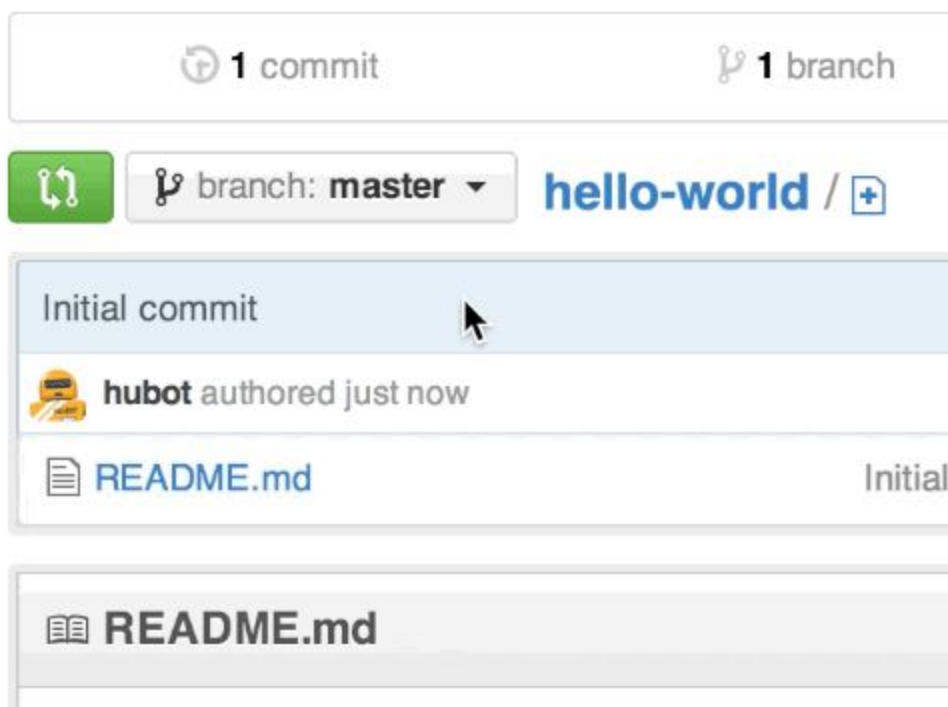 1 commit 1 branch
branch: master hello-world /
Initial commit
hubot authored just now
README.md Initial
README.md